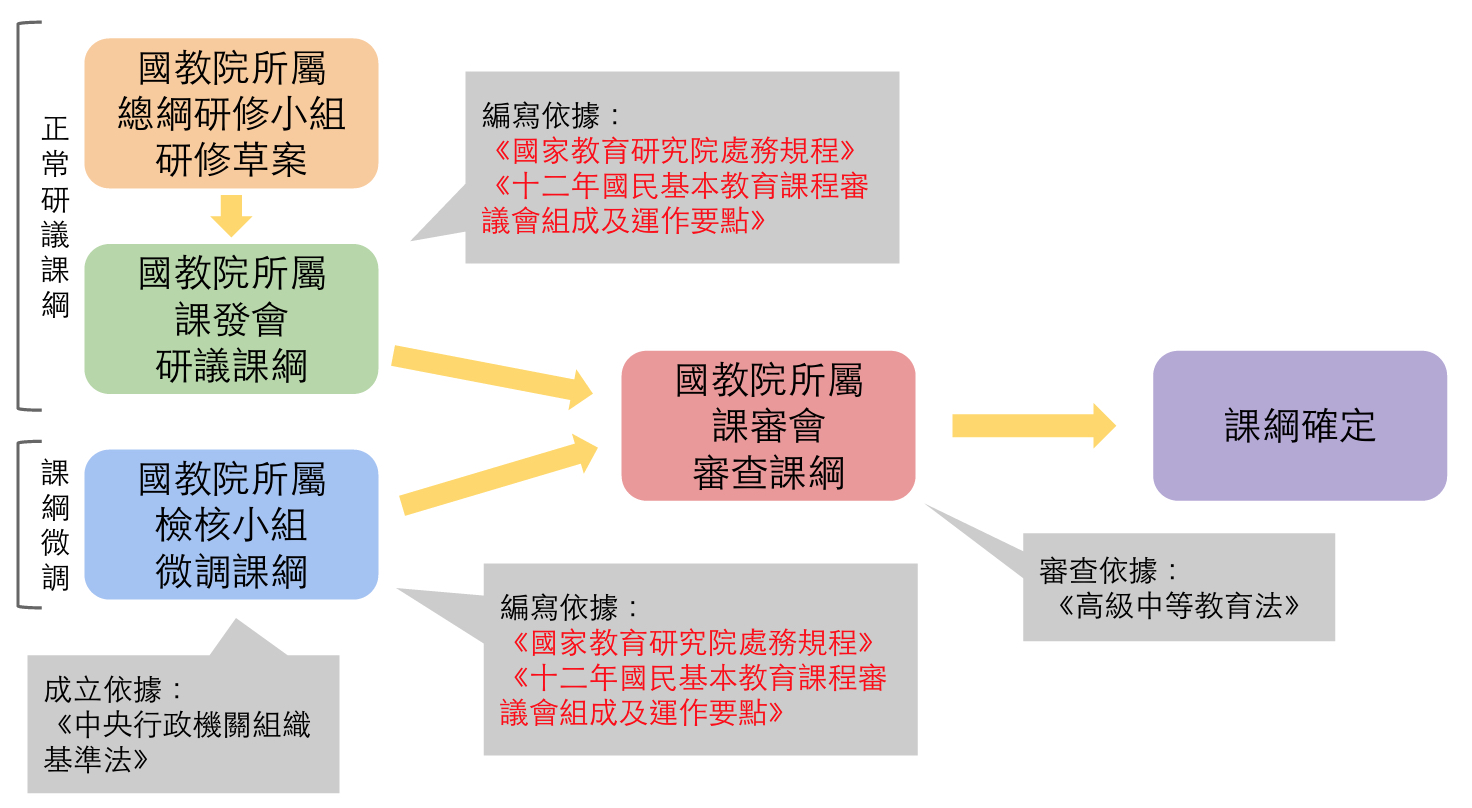 正常研議課綱
國教院所屬
總綱研修小組
研修草案
編寫依據：
《國家教育研究院處務規程》
《十二年國民基本教育課程審
議會組成及運作要點》
國教院所屬
課發會
研議課綱
國教院所屬
課審會
審查課綱
課綱確定
課綱微調
國教院所屬
檢核小組
微調課綱
編寫依據：
《國家教育研究院處務規程》
《十二年國民基本教育課程審
議會組成及運作要點》
審查依據：
《高級中等教育法》
成立依據：
《中央行政機關組織
基準法》